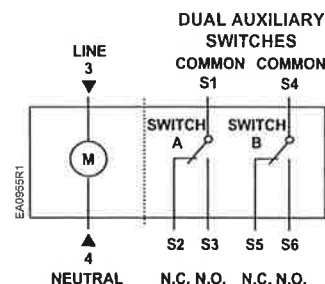 DUAL AUXILIARY
SWITCHES
LINE
3
COMMON COMMON
S1 S4
SWITCH A
SWITCH B
M
EA0955R1
S2 S3 S5 S6
4
NEUTRAL
N.C. N.O. N.C. N.O.